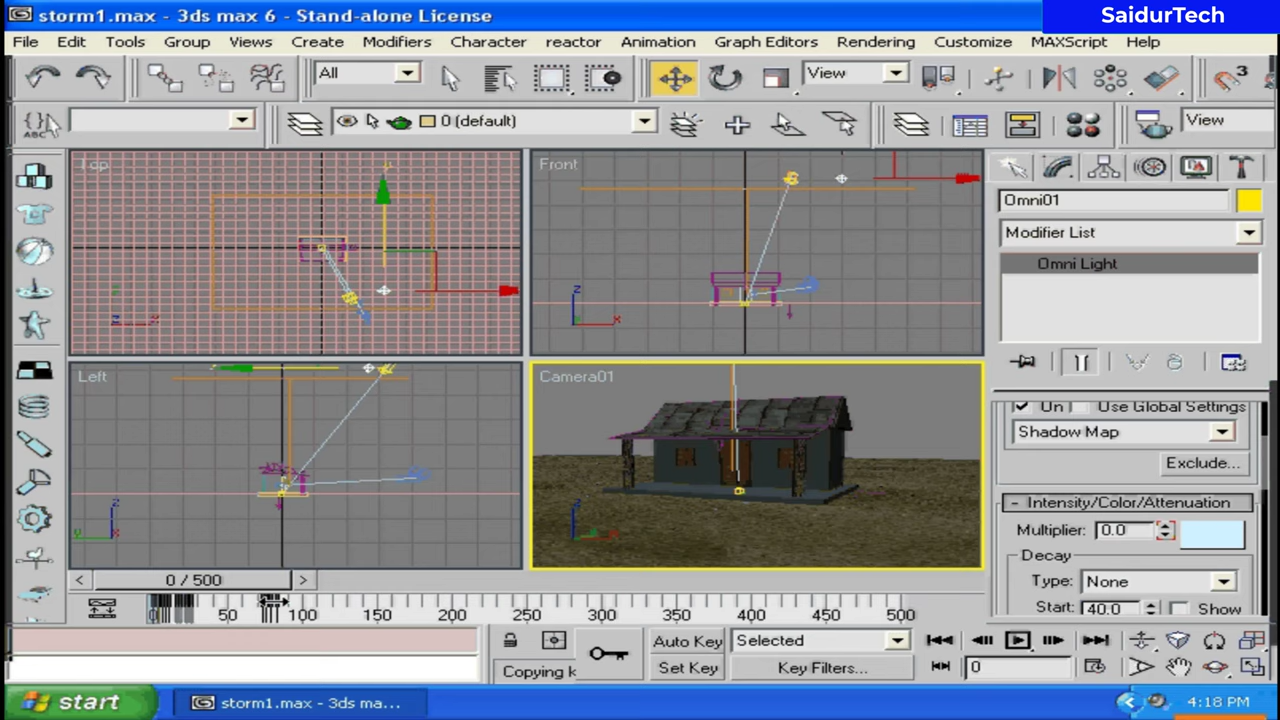 storm1.max - 3ds max 6 - Stand-alone License
SaidurTech
File Edit Tools Group Views Create Modifiers Character reactor Animation Graph Editors Rendering Customize MAXScript Help
All
View
3
ABC
0 (default)
View
Top
Front
Left
Camera01
Omni01
Modifier List
Omni Light
On Use Global Settings
Shadow Map
Exclude...
- Intensity/Color/Attenuation
Multiplier: 0.0
Decay
Type: None
Start: 40.0 Show
< 0 / 500 >
0 50 100 150 200 250 300 350 400 450 500
Auto Key Selected
Copying k Set Key Key Filters... 0
start
storm1.max - 3ds ma...
4:18 PM